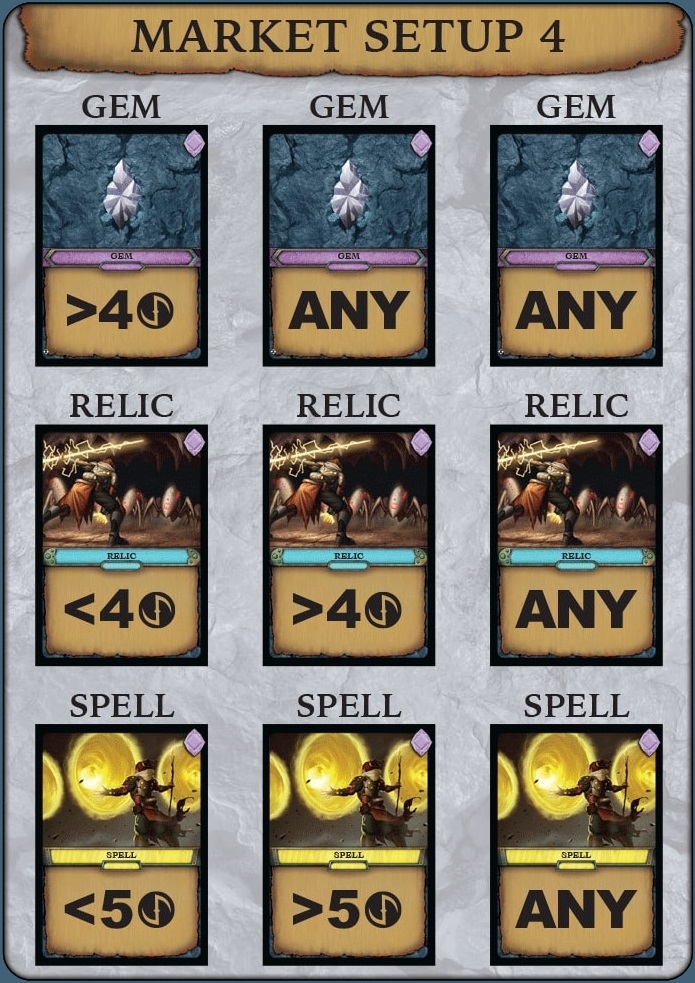 MARKET SETUP 4
GEM GEM GEM
GEM GEM GEM
>4 ANY ANY
RELIC RELIC RELIC
RELIC RELIC RELIC
<4 >4 ANY
SPELL SPELL SPELL
SPELL SPELL SPELL
<5 >5 ANY